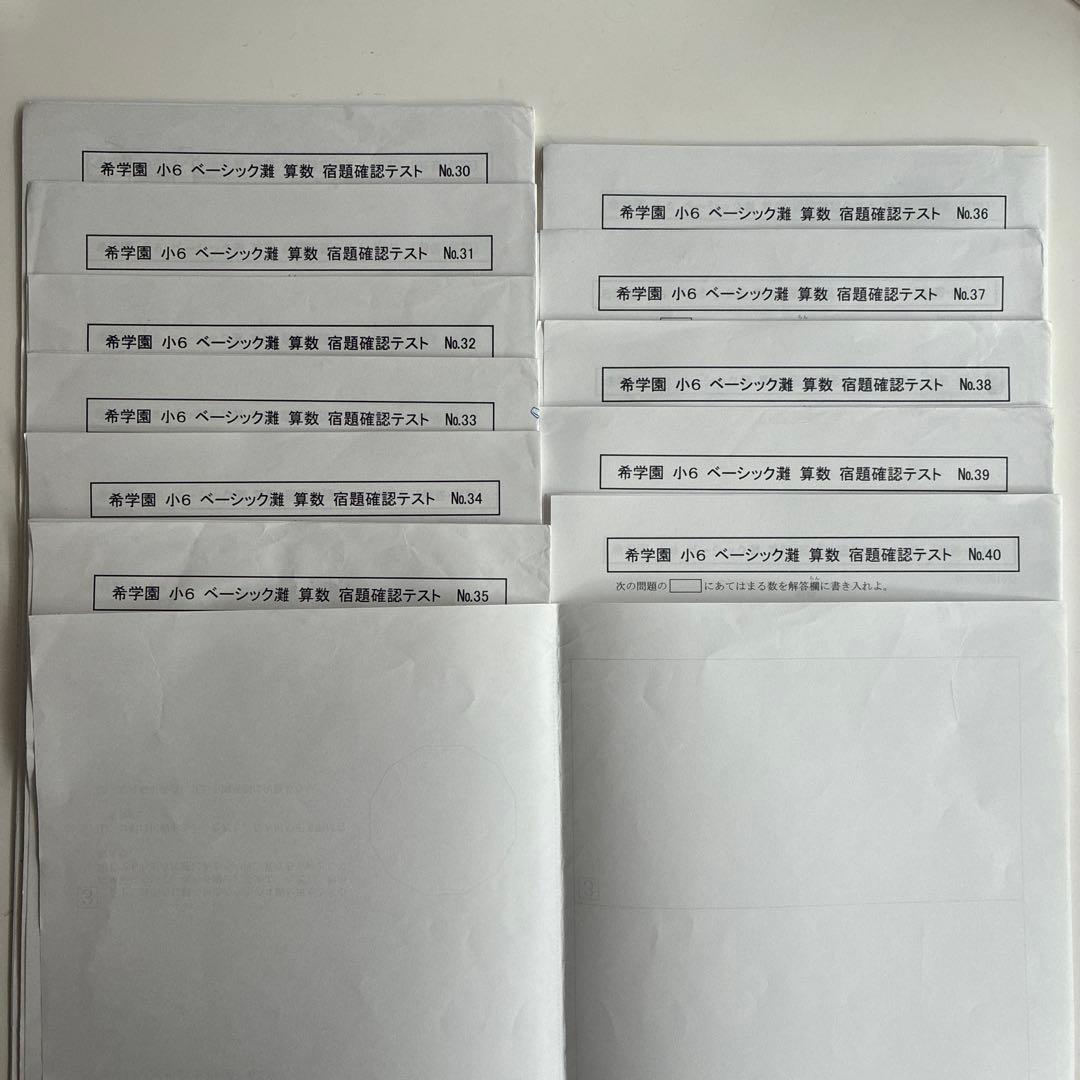 希学園 小6 ベーシック灘 算数 宿題確認テスト No.30
希学園 小6 ベーシック灘 算数 宿題確認テスト No.31
希学園 小6 ベーシック灘 算数 宿題確認テスト No.32
希学園 小6 ベーシック灘 算数 宿題確認テスト No.33
希学園 小6 ベーシック灘 算数 宿題確認テスト No.34
希学園 小6 ベーシック灘 算数 宿題確認テスト No.35
希学園 小6 ベーシック灘 算数 宿題確認テスト No.36
希学園 小6 ベーシック灘 算数 宿題確認テスト No.37
希学園 小6 ベーシック灘 算数 宿題確認テスト No.38
希学園 小6 ベーシック灘 算数 宿題確認テスト No.39
希学園 小6 ベーシック灘 算数 宿題確認テスト No.40
らん
次の問題の にあてはまる数を解答欄に書き入れよ。
3
3